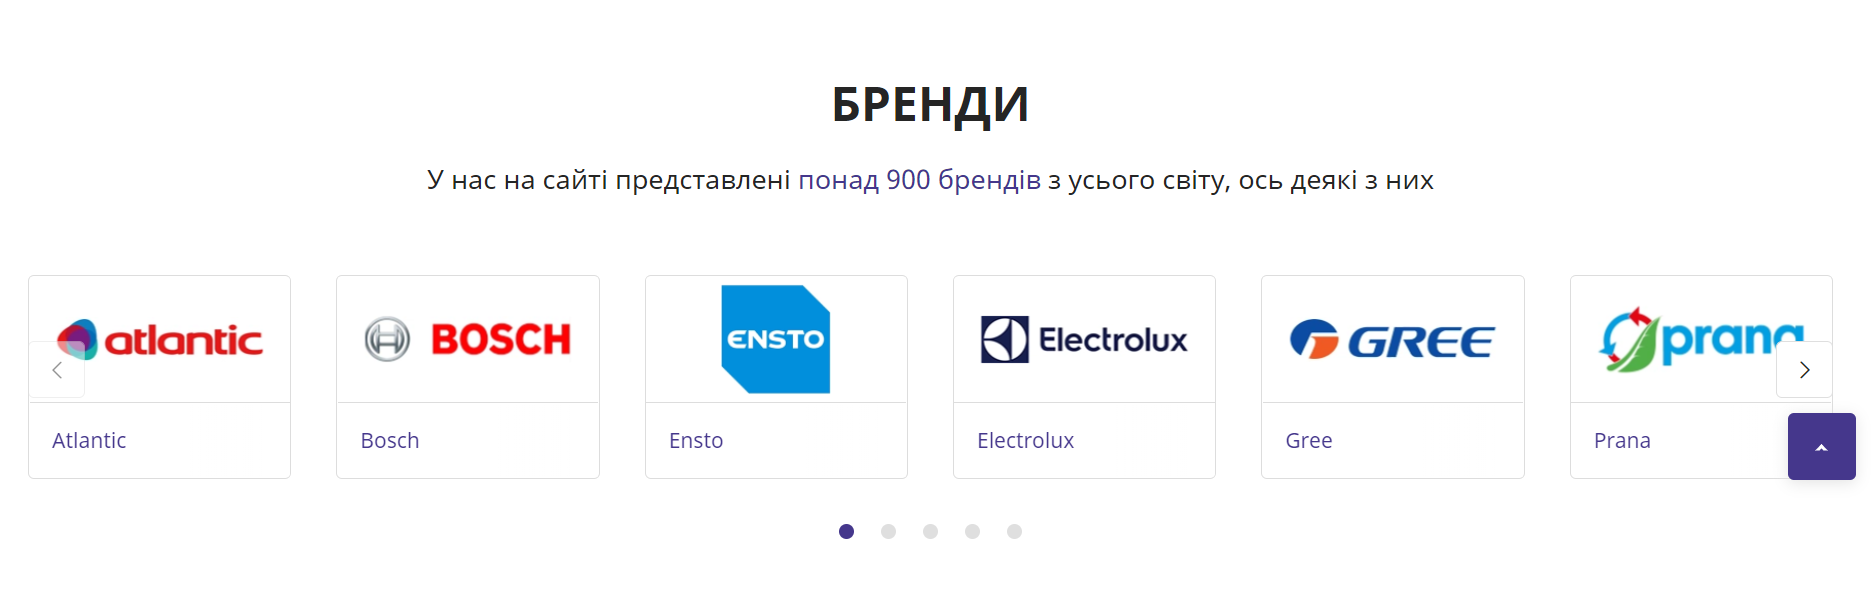 БРЕНДИ
У нас на сайті представлені понад 900 брендів з усього світу, ось деякі з них
atlantic
BOSCH
ENSTO
Electrolux
GREE
prana
Atlantic
Bosch
Ensto
Electrolux
Gree
Prana